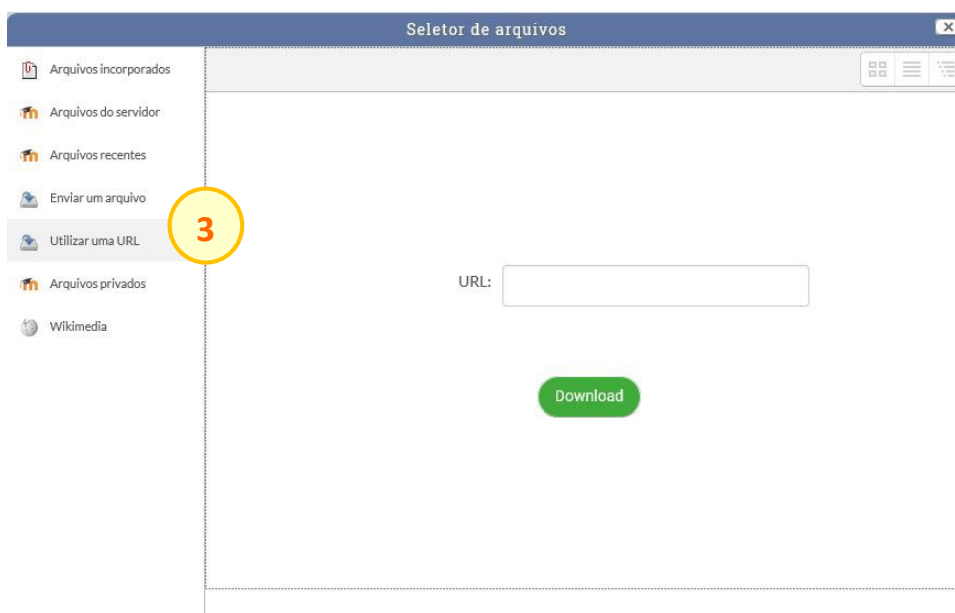 Seletor de arquivos
Arquivos incorporados
Arquivos do servidor
Arquivos recentes
Enviar um arquivo
Utilizar uma URL
3
Arquivos privados
Wikimedia
URL:
Download